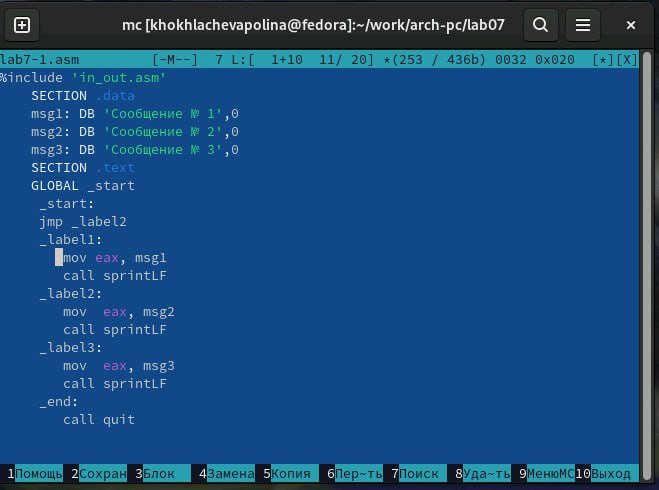 mc [khokhlachevapolina@fedora]:~/work/arch-pc/lab07
lab7-1.asm [-M--] 7 L:[ 1+10 11/ 20] *(253 / 436b) 0032 0x020 [*][X]
%include 'in_out.asm'
SECTION .data
msg1: DB 'Сообщение № 1',0
msg2: DB 'Сообщение № 2',0
msg3: DB 'Сообщение № 3',0
SECTION .text
GLOBAL _start
_start:
jmp _label2
_label1:
mov eax, msg1
call sprintLF
_label2:
mov eax, msg2
call sprintLF
_label3:
mov eax, msg3
call sprintLF
_end:
call quit
1Помощь 2Сохран 3Блок 4Замена 5Копия 6Пер~ть 7Поиск 8Уда~ть 9МенюMC 10Выход